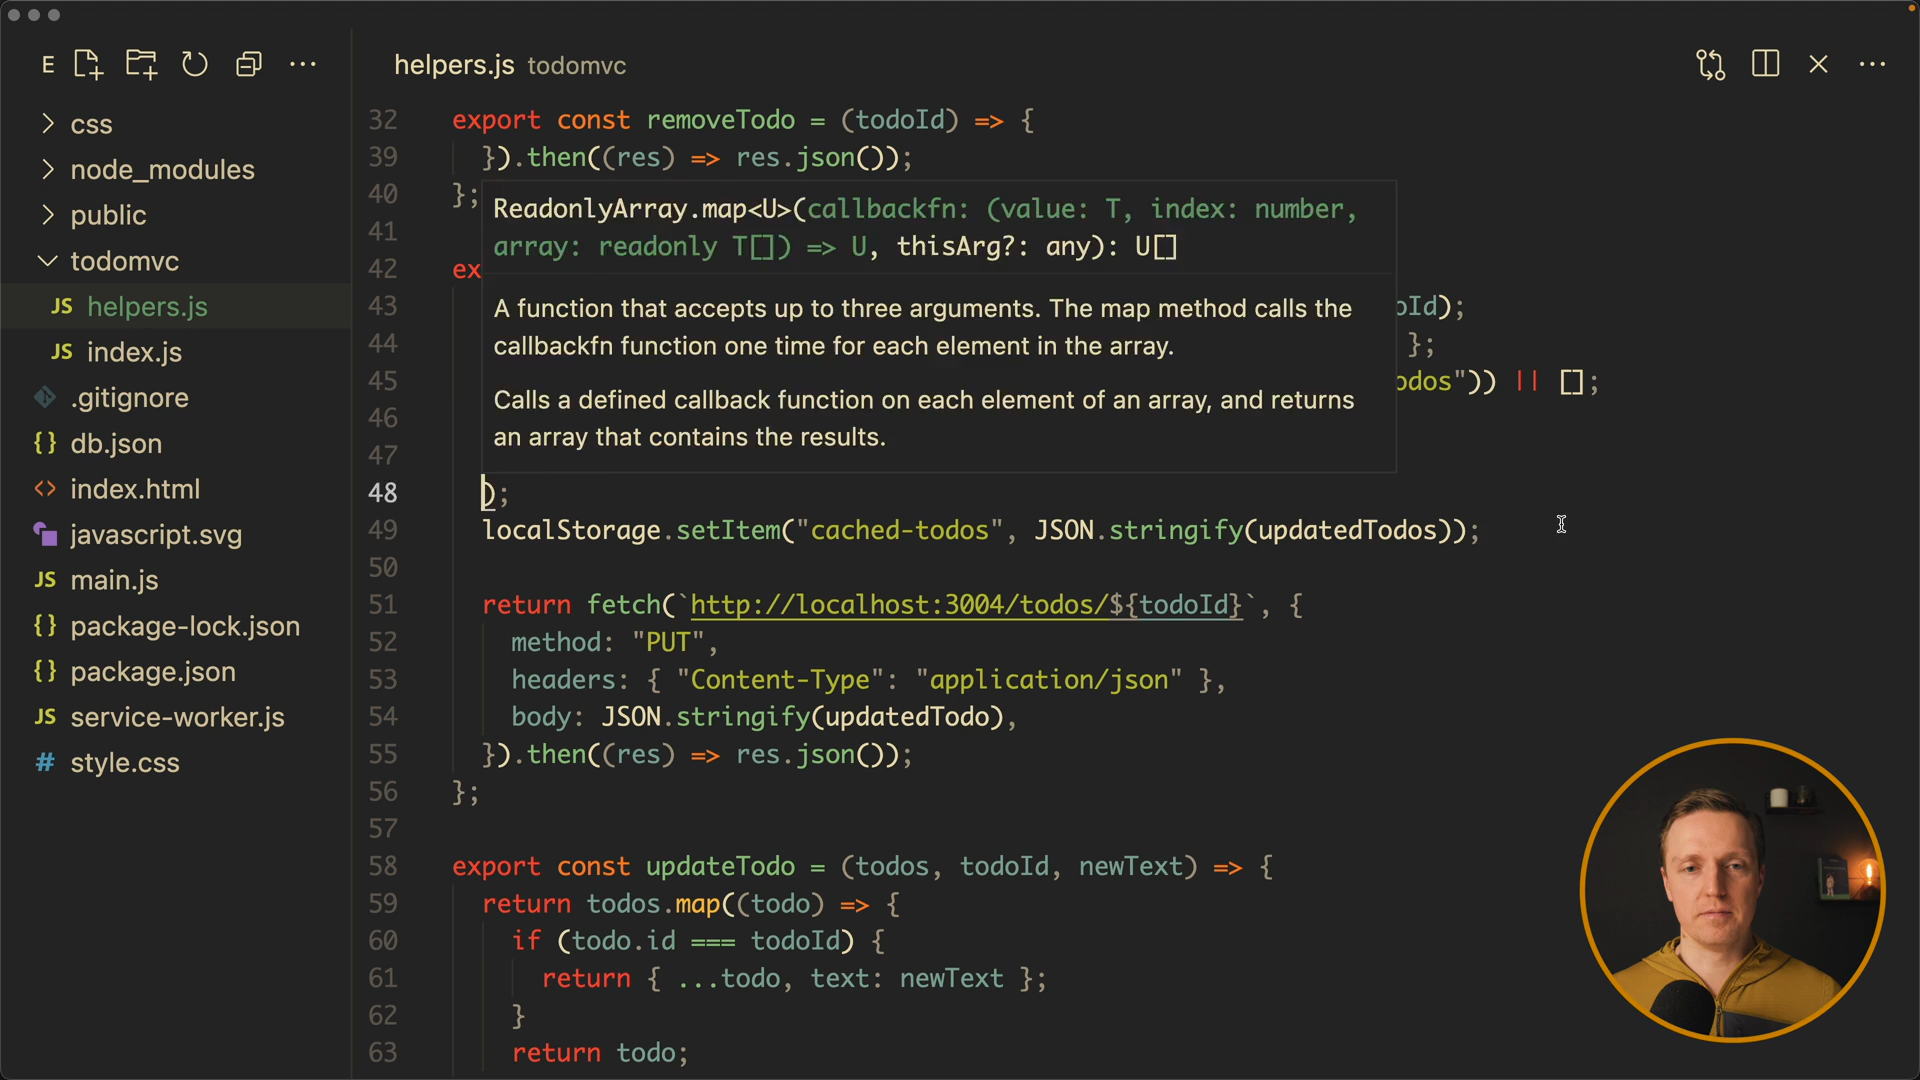 E
helpers.js todomvc
css
node_modules
public
todomvc
JS helpers.js
JS index.js
.gitignore
{} db.json
<> index.html
javascript.svg
JS main.js
{} package-lock.json
{} package.json
JS service-worker.js
# style.css
32 export const removeTodo = (todoId) => {
39 }).then((res) => res.json());
40 };
ReadonlyArray.map<U>(callbackfn: (value: T, index: number,
41
array: readonly T[]) => U, thisArg?: any): U[]
42 ex
43 oId);
A function that accepts up to three arguments. The map method calls the
44 };
callbackfn function one time for each element in the array.
45 odos")) || [];
Calls a defined callback function on each element of an array, and returns
46
an array that contains the results.
47
48 );
49 localStorage.setItem("cached-todos", JSON.stringify(updatedTodos));
50
51 return fetch(`http://localhost:3004/todos/${todoId}`, {
52 method: "PUT",
53 headers: { "Content-Type": "application/json" },
54 body: JSON.stringify(updatedTodo),
55 }).then((res) => res.json());
56 };
57
58 export const updateTodo = (todos, todoId, newText) => {
59 return todos.map((todo) => {
60 if (todo.id === todoId) {
61 return { ...todo, text: newText };
62 }
63 return todo;